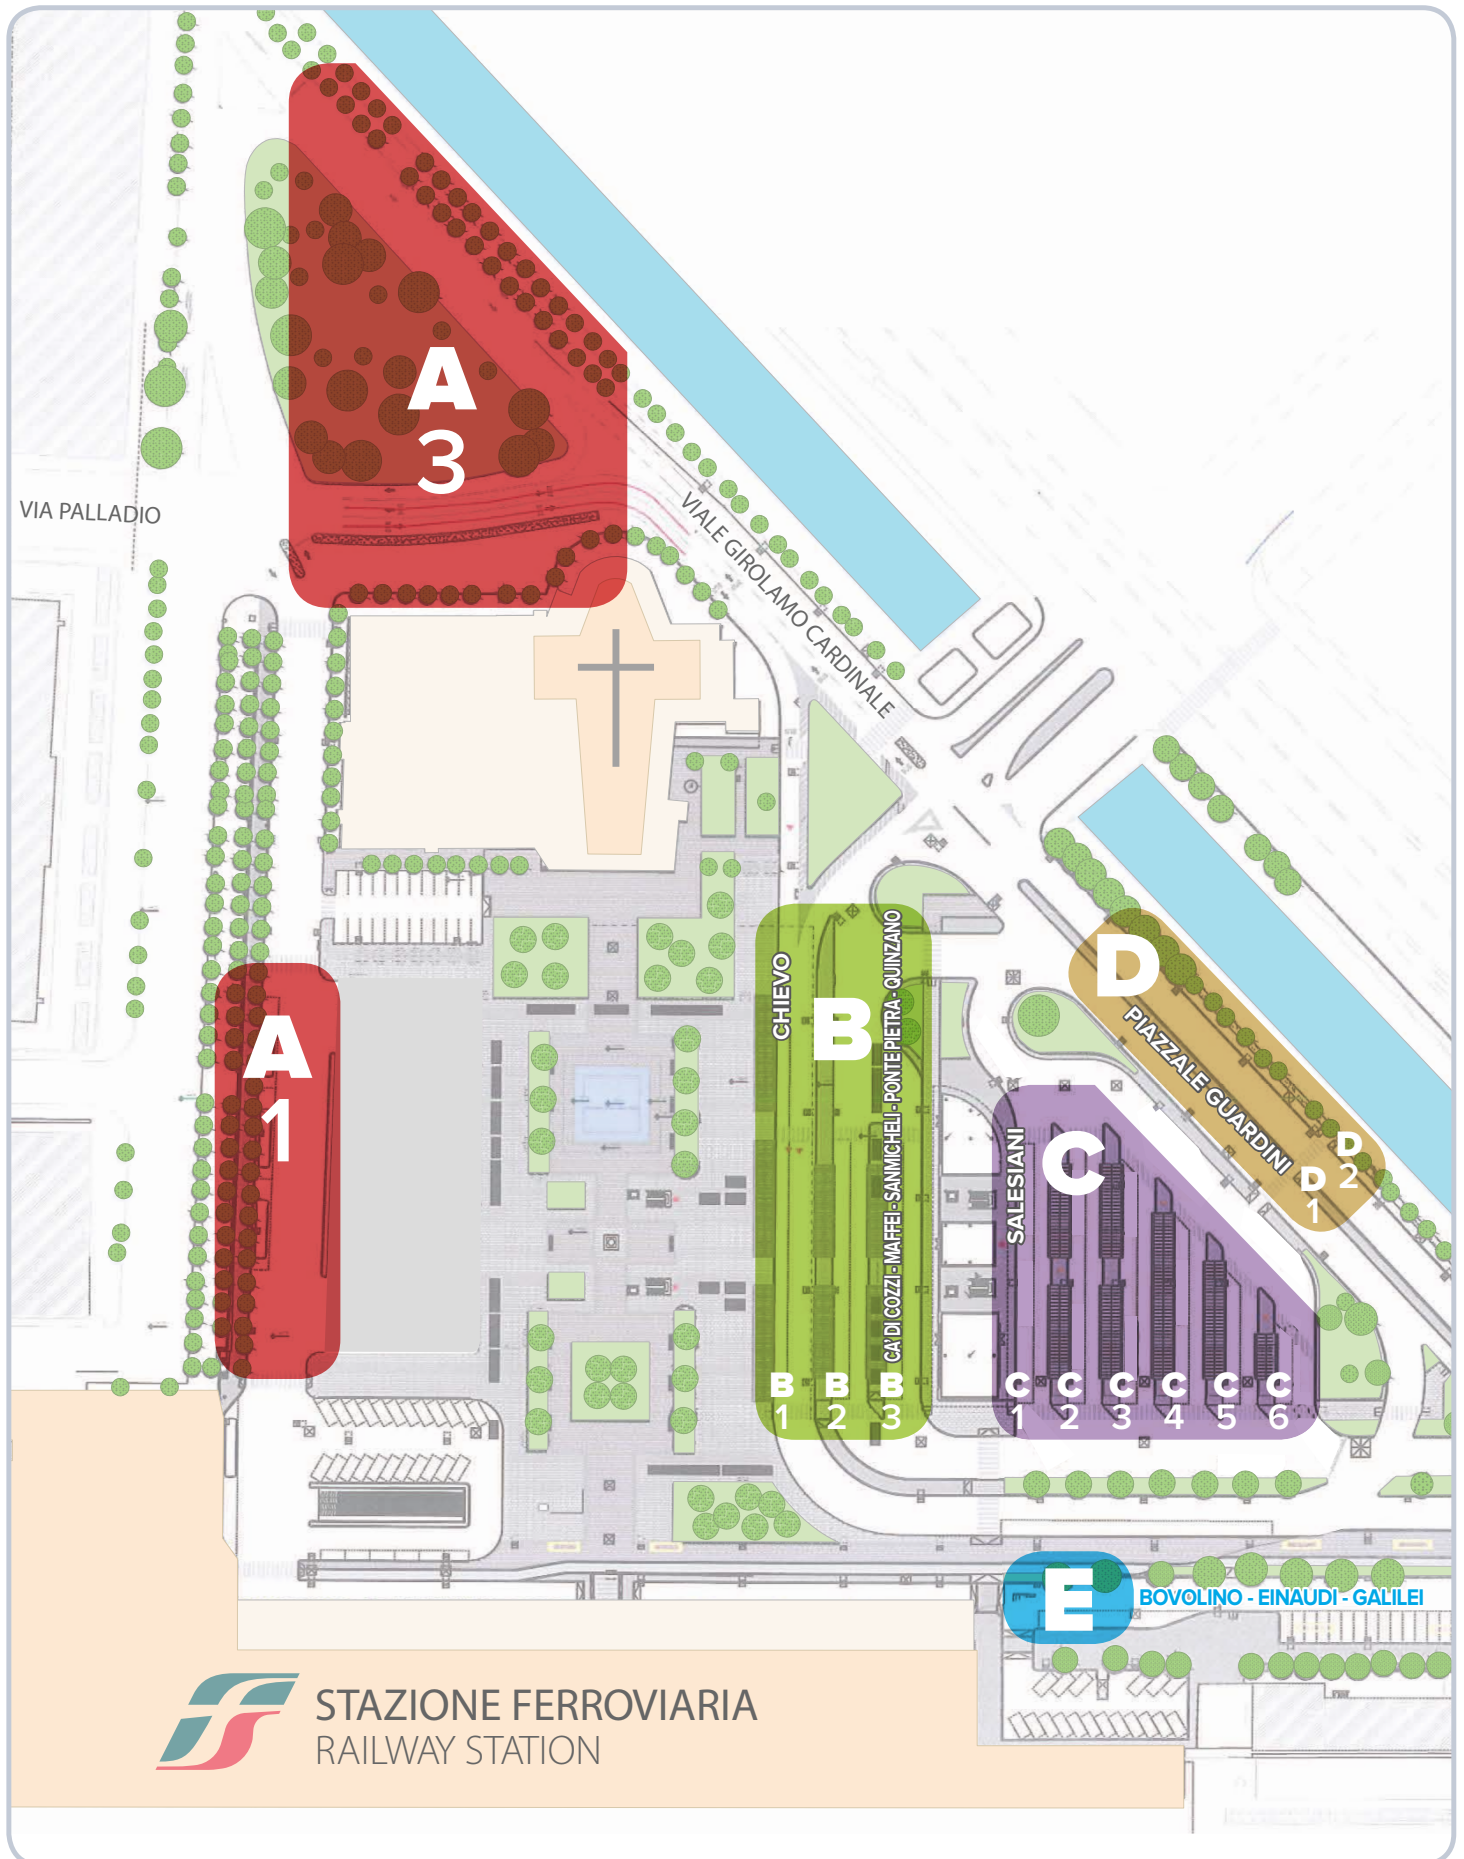 A
3
VIA PALLADIO
VIALE GIROLAMO CARDINALE
A
1
CHIEVO
B
CA' DI COZZI - MAFFEI - SANMICHELI - PONTE PIETRA - QUINZANO
B
1
B
2
B
3
D
PIAZZALE GUARDINI
D
1
D
2
SALESIANI
C
C
1
C
2
C
3
C
4
C
5
C
6
E
BOVOLINO - EINAUDI - GALILEI
STAZIONE FERROVIARIA
RAILWAY STATION